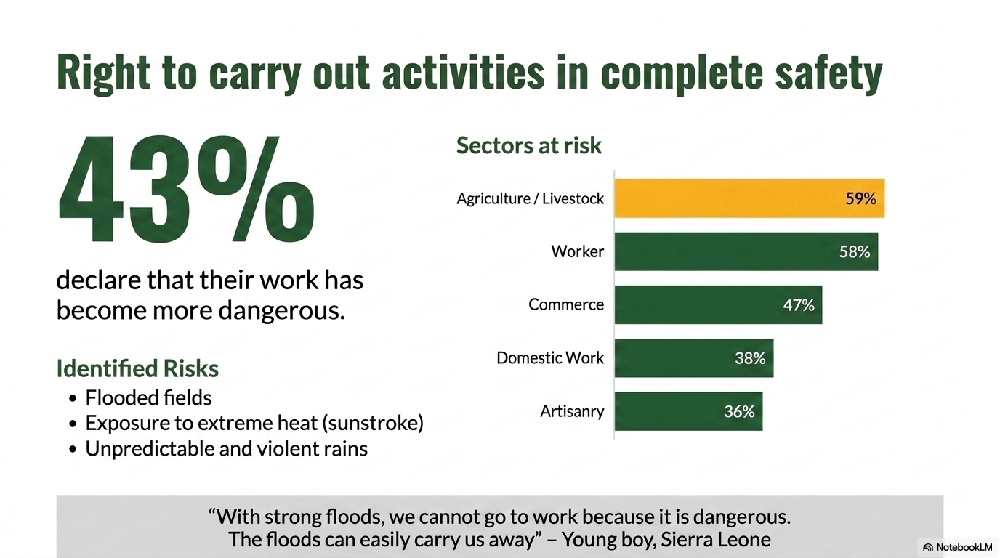 Right to carry out activities in complete safety
43%
declare that their work has
become more dangerous.
Identified Risks
• Flooded fields
• Exposure to extreme heat (sunstroke)
• Unpredictable and violent rains
Sectors at risk
Agriculture / Livestock 59%
Worker 58%
Commerce 47%
Domestic Work 38%
Artisanry 36%
“With strong floods, we cannot go to work because it is dangerous.
The floods can easily carry us away” – Young boy, Sierra Leone
NotebookLM